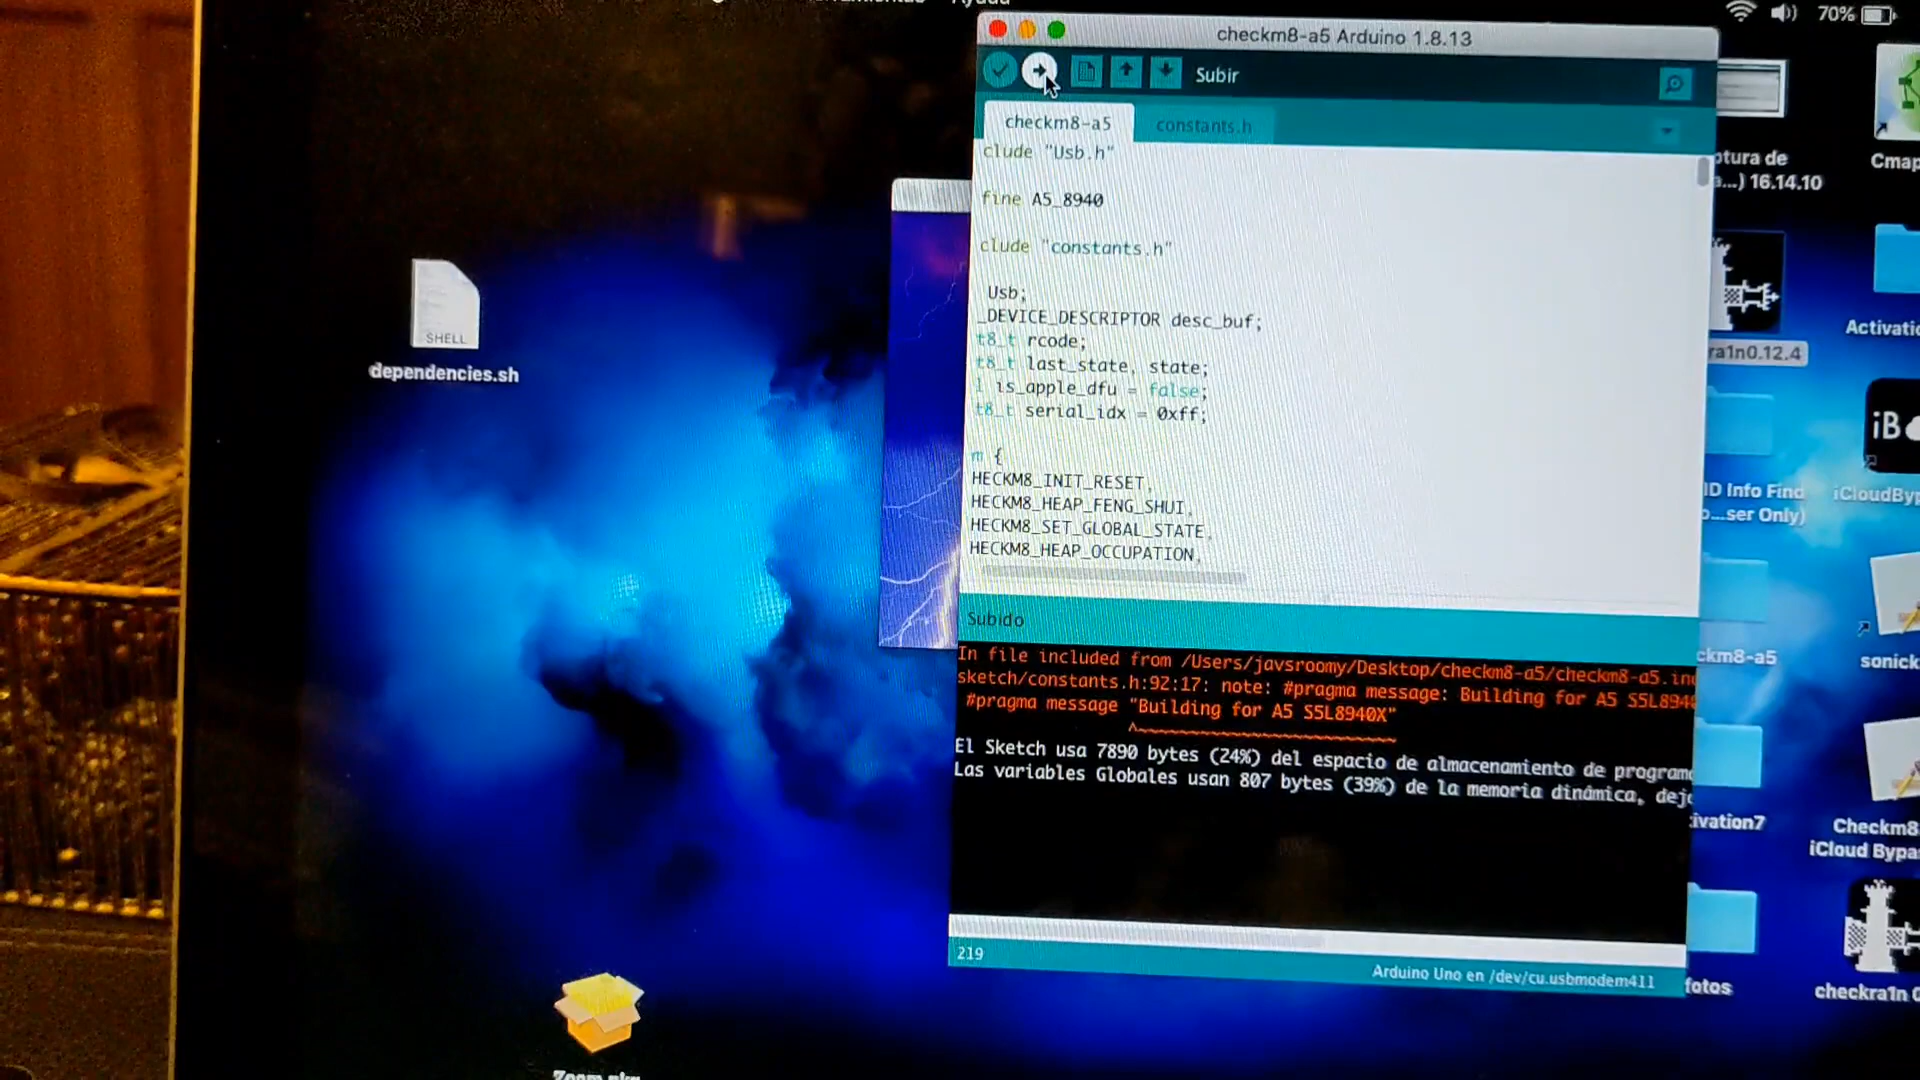 Ayuda
70%
checkm8-a5 Arduino 1.8.13
Subir
checkm8-a5
constants.h
clude "Usb.h"
fine A5_8940
clude "constants.h"
Usb;
_DEVICE_DESCRIPTOR desc_buf;
t8_t rcode;
t8_t last_state, state;
l is_apple_dfu = false;
t8_t serial_idx = 0xff;
m {
HECKM8_INIT_RESET,
HECKM8_HEAP_FENG_SHUI,
HECKM8_SET_GLOBAL_STATE,
HECKM8_HEAP_OCCUPATION,
Subido
In file included from /Users/javsroomy/Desktop/checkm8-a5/checkm8-a5.in
sketch/constants.h:92:17: note: #pragma message: Building for A5 S5L894
#pragma message "Building for A5 S5L8940X"
^~~~~~~~~~~~~~~~~~~~~~~~~~
El Sketch usa 7890 bytes (24%) del espacio de almacenamiento de program
Las variables Globales usan 807 bytes (39%) de la memoria dinámica, dej
219
Arduino Uno en /dev/cu.usbmodem411
SHELL
dependencies.sh
ptura de
...) 16.14.10
Cmap
ra1n0.12.4
Activati
iB
ID Info Find
o...ser Only)
iCloudByp
ckm8-a5
sonick
ivation7
Checkm8
iCloud Bypa
fotos
checkra1n 0